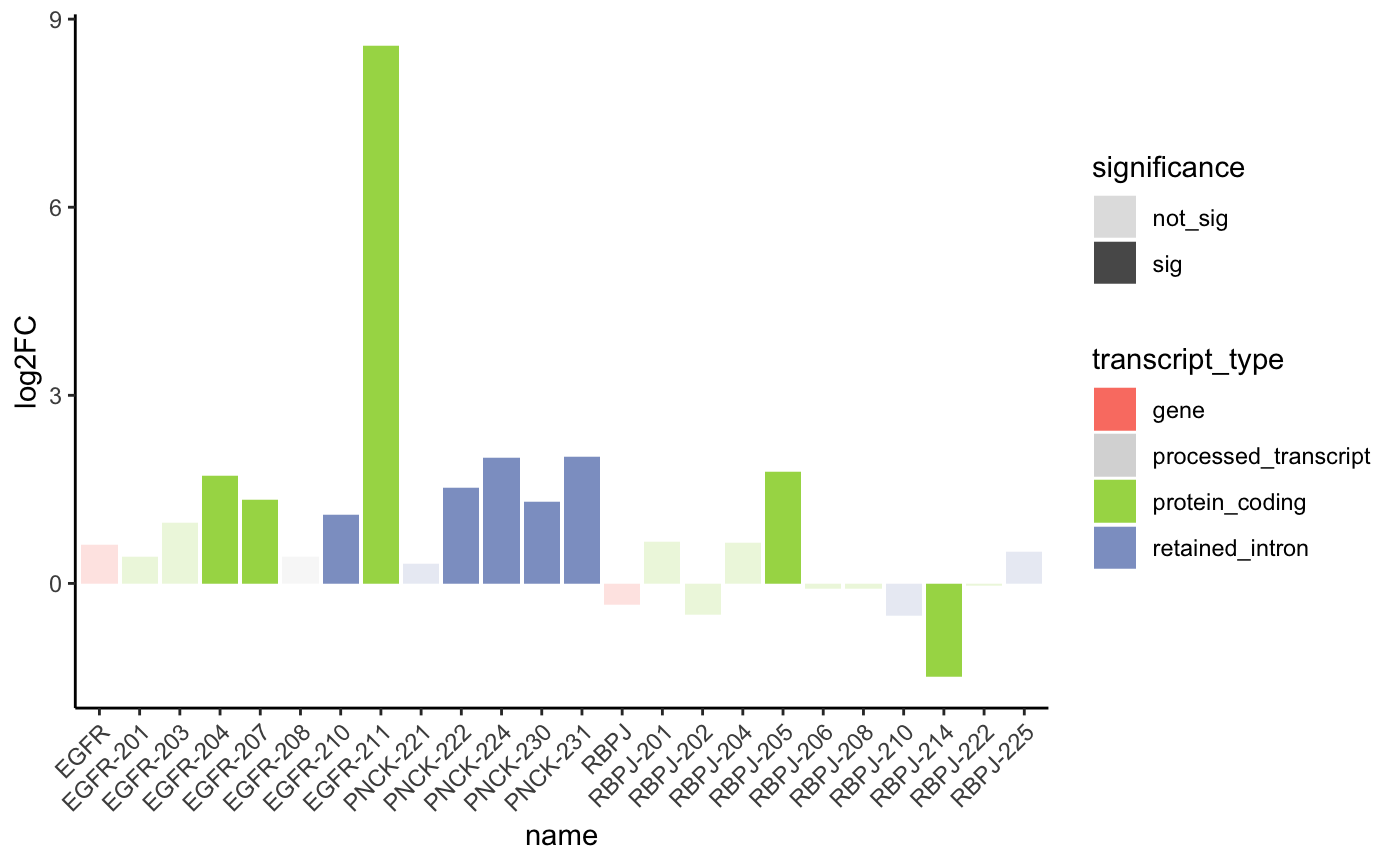 log2FC
9
6
3
0
EGFR
EGFR-201
EGFR-203
EGFR-204
EGFR-207
EGFR-208
EGFR-210
EGFR-211
PNCK-221
PNCK-222
PNCK-224
PNCK-230
PNCK-231
RBPJ
RBPJ-201
RBPJ-202
RBPJ-204
RBPJ-205
RBPJ-206
RBPJ-208
RBPJ-210
RBPJ-214
RBPJ-222
RBPJ-225
name
significance
not_sig
sig
transcript_type
gene
processed_transcript
protein_coding
retained_intron